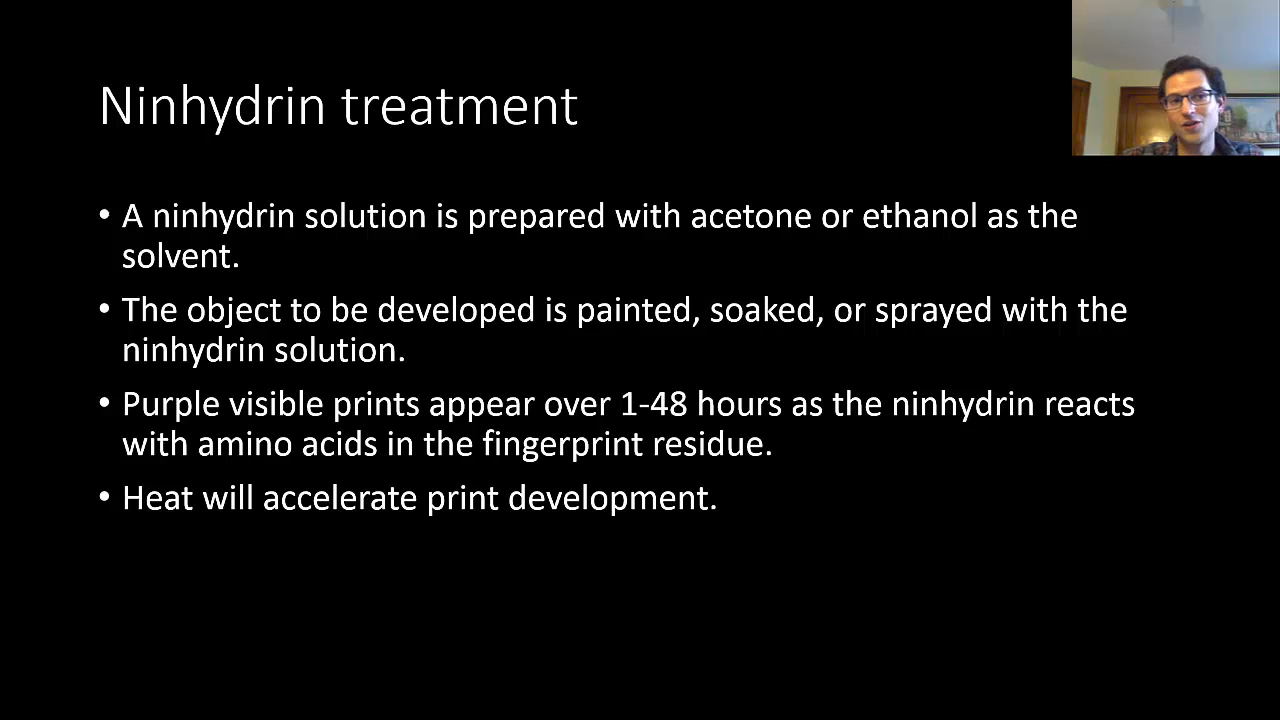 Ninhydrin treatment
• A ninhydrin solution is prepared with acetone or ethanol as the
solvent.
• The object to be developed is painted, soaked, or sprayed with the
ninhydrin solution.
• Purple visible prints appear over 1-48 hours as the ninhydrin reacts
with amino acids in the fingerprint residue.
• Heat will accelerate print development.